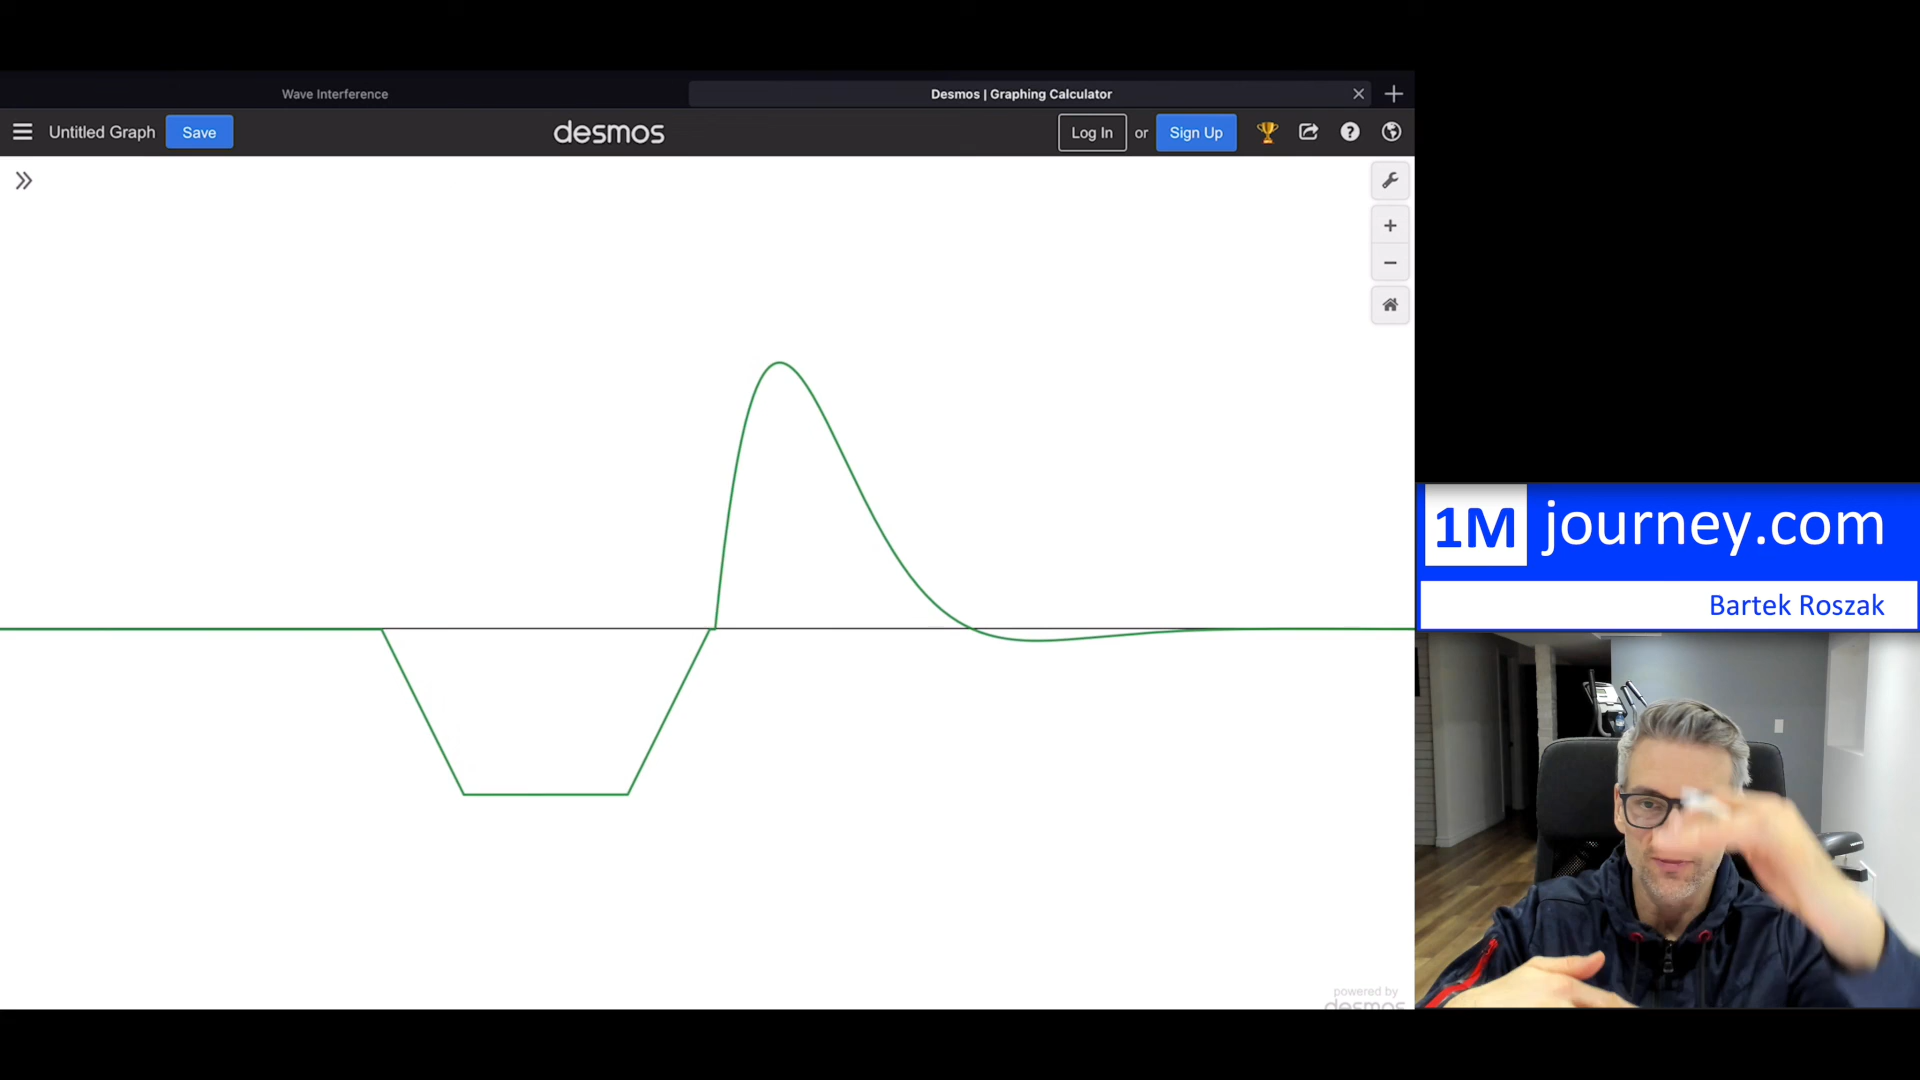 Wave Interference
Desmos | Graphing Calculator
Untitled Graph
Save
desmos
Log In
or
Sign Up
powered by
desmos
1M journey.com
Bartek Roszak